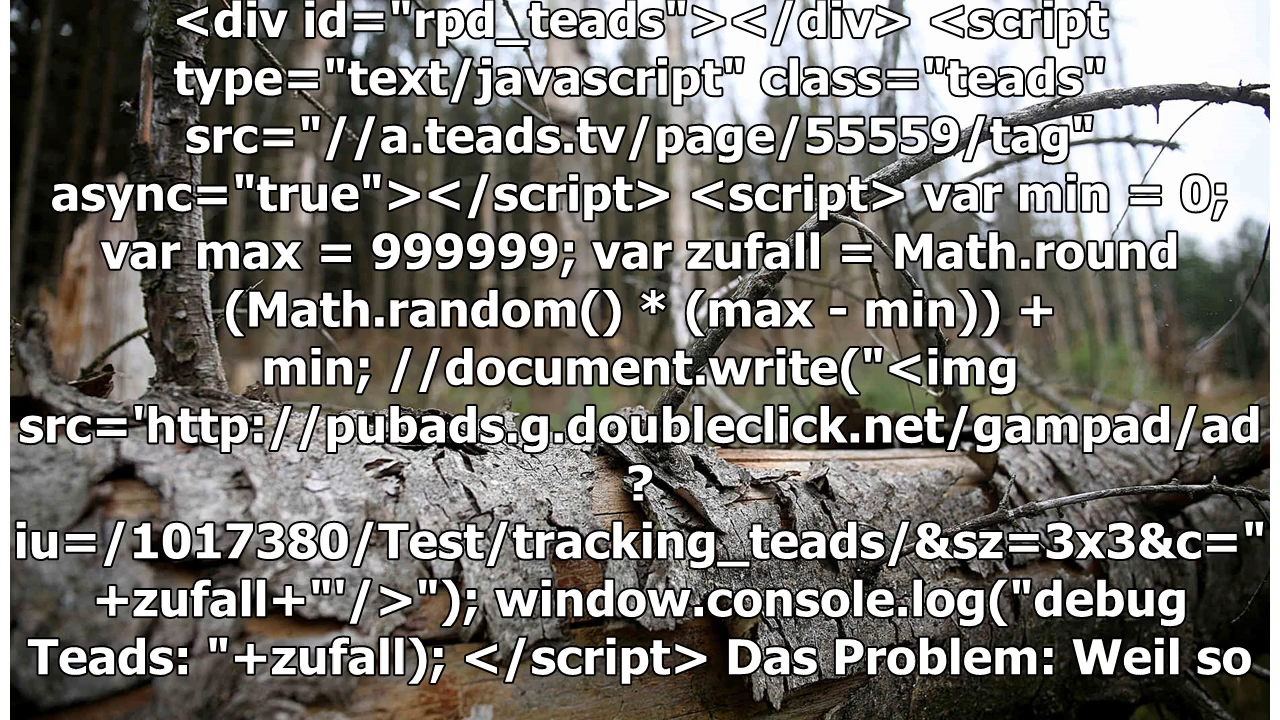 <div id="rpd_teads"></div> <script
type="text/javascript" class="teads"
src="//a.teads.tv/page/55559/tag"
async="true"></script> <script> var min = 0;
var max = 999999; var zufall = Math.round
(Math.random() * (max - min)) +
min; //document.write("<img
src='http://pubads.g.doubleclick.net/gampad/ad
?
iu=/1017380/Test/tracking_teads/&sz=3x3&c="
+zufall+"'/>"); window.console.log("debug
Teads: "+zufall); </script> Das Problem: Weil so